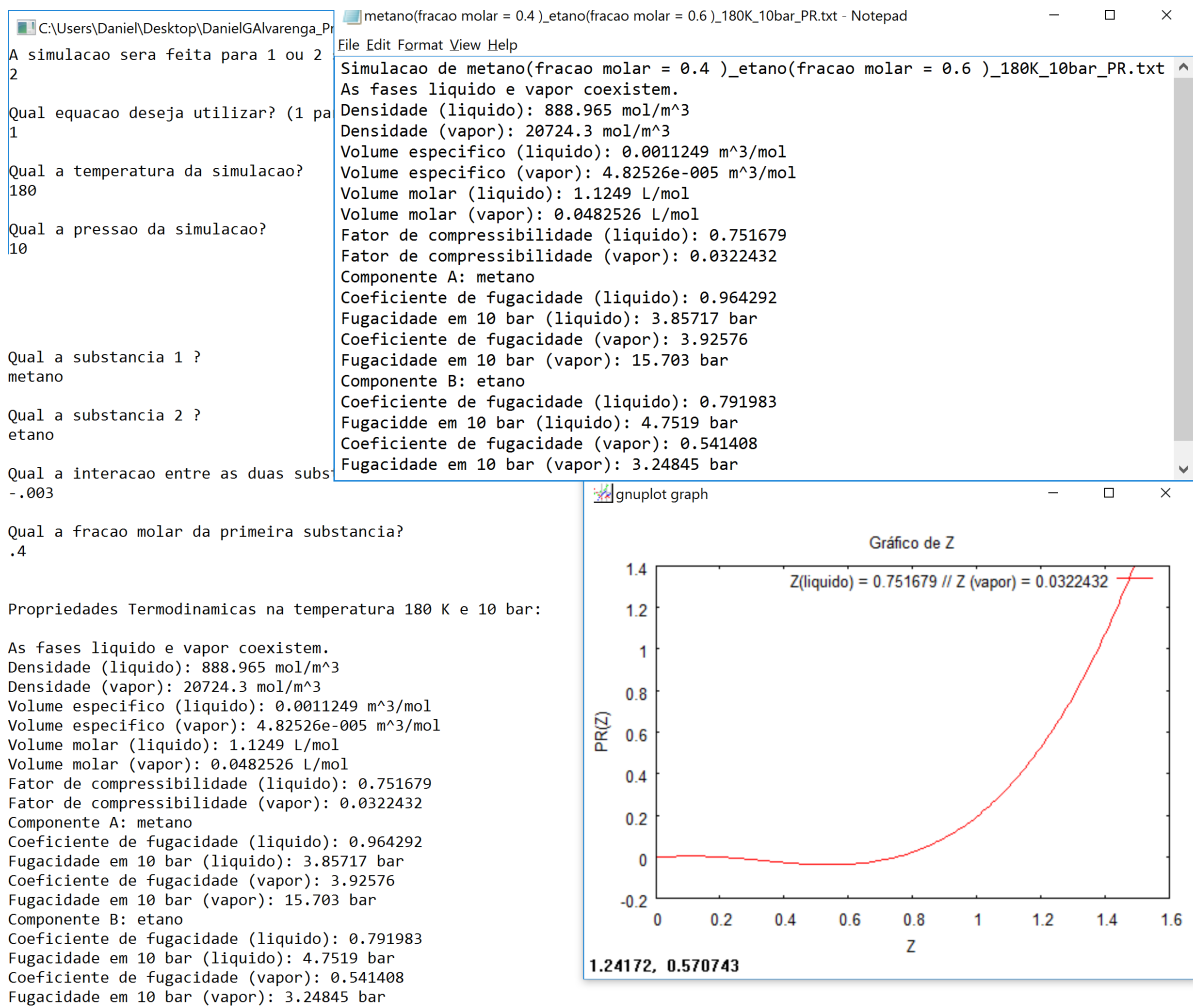 C:\Users\Daniel\Desktop\DanielGAlvarenga_Pr
A simulacao sera feita para 1 ou 2
2
Qual equacao deseja utilizar? (1 pa
1
Qual a temperatura da simulacao?
180
Qual a pressao da simulacao?
10
Qual a substancia 1 ?
metano
Qual a substancia 2 ?
etano
Qual a interacao entre as duas subst
-.003
Qual a fracao molar da primeira substancia?
.4
Propriedades Termodinamicas na temperatura 180 K e 10 bar:
As fases liquido e vapor coexistem.
Densidade (liquido): 888.965 mol/m^3
Densidade (vapor): 20724.3 mol/m^3
Volume especifico (liquido): 0.0011249 m^3/mol
Volume especifico (vapor): 4.82526e-005 m^3/mol
Volume molar (liquido): 1.1249 L/mol
Volume molar (vapor): 0.0482526 L/mol
Fator de compressibilidade (liquido): 0.751679
Fator de compressibilidade (vapor): 0.0322432
Componente A: metano
Coeficiente de fugacidade (liquido): 0.964292
Fugacidade em 10 bar (liquido): 3.85717 bar
Coeficiente de fugacidade (vapor): 3.92576
Fugacidade em 10 bar (vapor): 15.703 bar
Componente B: etano
Coeficiente de fugacidade (liquido): 0.791983
Fugacidade em 10 bar (liquido): 4.7519 bar
Coeficiente de fugacidade (vapor): 0.541408
Fugacidade em 10 bar (vapor): 3.24845 bar
metano(fracao molar = 0.4 )_etano(fracao molar = 0.6 )_180K_10bar_PR.txt - Notepad
File Edit Format View Help
Simulacao de metano(fracao molar = 0.4 )_etano(fracao molar = 0.6 )_180K_10bar_PR.txt
As fases liquido e vapor coexistem.
Densidade (liquido): 888.965 mol/m^3
Densidade (vapor): 20724.3 mol/m^3
Volume especifico (liquido): 0.0011249 m^3/mol
Volume especifico (vapor): 4.82526e-005 m^3/mol
Volume molar (liquido): 1.1249 L/mol
Volume molar (vapor): 0.0482526 L/mol
Fator de compressibilidade (liquido): 0.751679
Fator de compressibilidade (vapor): 0.0322432
Componente A: metano
Coeficiente de fugacidade (liquido): 0.964292
Fugacidade em 10 bar (liquido): 3.85717 bar
Coeficiente de fugacidade (vapor): 3.92576
Fugacidade em 10 bar (vapor): 15.703 bar
Componente B: etano
Coeficiente de fugacidade (liquido): 0.791983
Fugacidde em 10 bar (liquido): 4.7519 bar
Coeficiente de fugacidade (vapor): 0.541408
Fugacidade em 10 bar (vapor): 3.24845 bar
gnuplot graph
Gráfico de Z
Z(liquido) = 0.751679 // Z (vapor) = 0.0322432
1.4
1.2
1
0.8
0.6
0.4
0.2
0
-0.2
PR(Z)
0 0.2 0.4 0.6 0.8 1 1.2 1.4 1.6
Z
1.24172, 0.570743